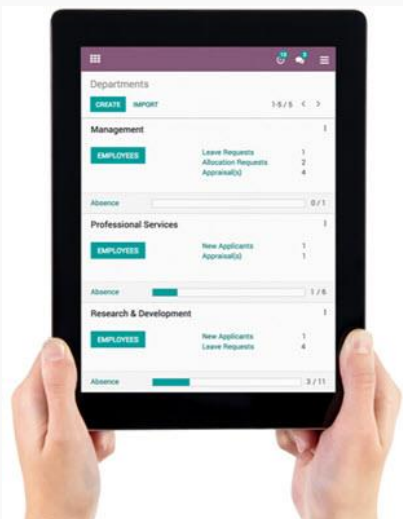 Departments
CREATE IMPORT 1-5 / 5
Management
EMPLOYEES Leave Requests 1
Allocation Requests 2
Appraisal(s) 4
Absence 0 / 1
Professional Services
EMPLOYEES New Applicants 1
Appraisal(s) 1
Absence 1 / 6
Research & Development
EMPLOYEES New Applicants 1
Leave Requests 4
Absence 3 / 11